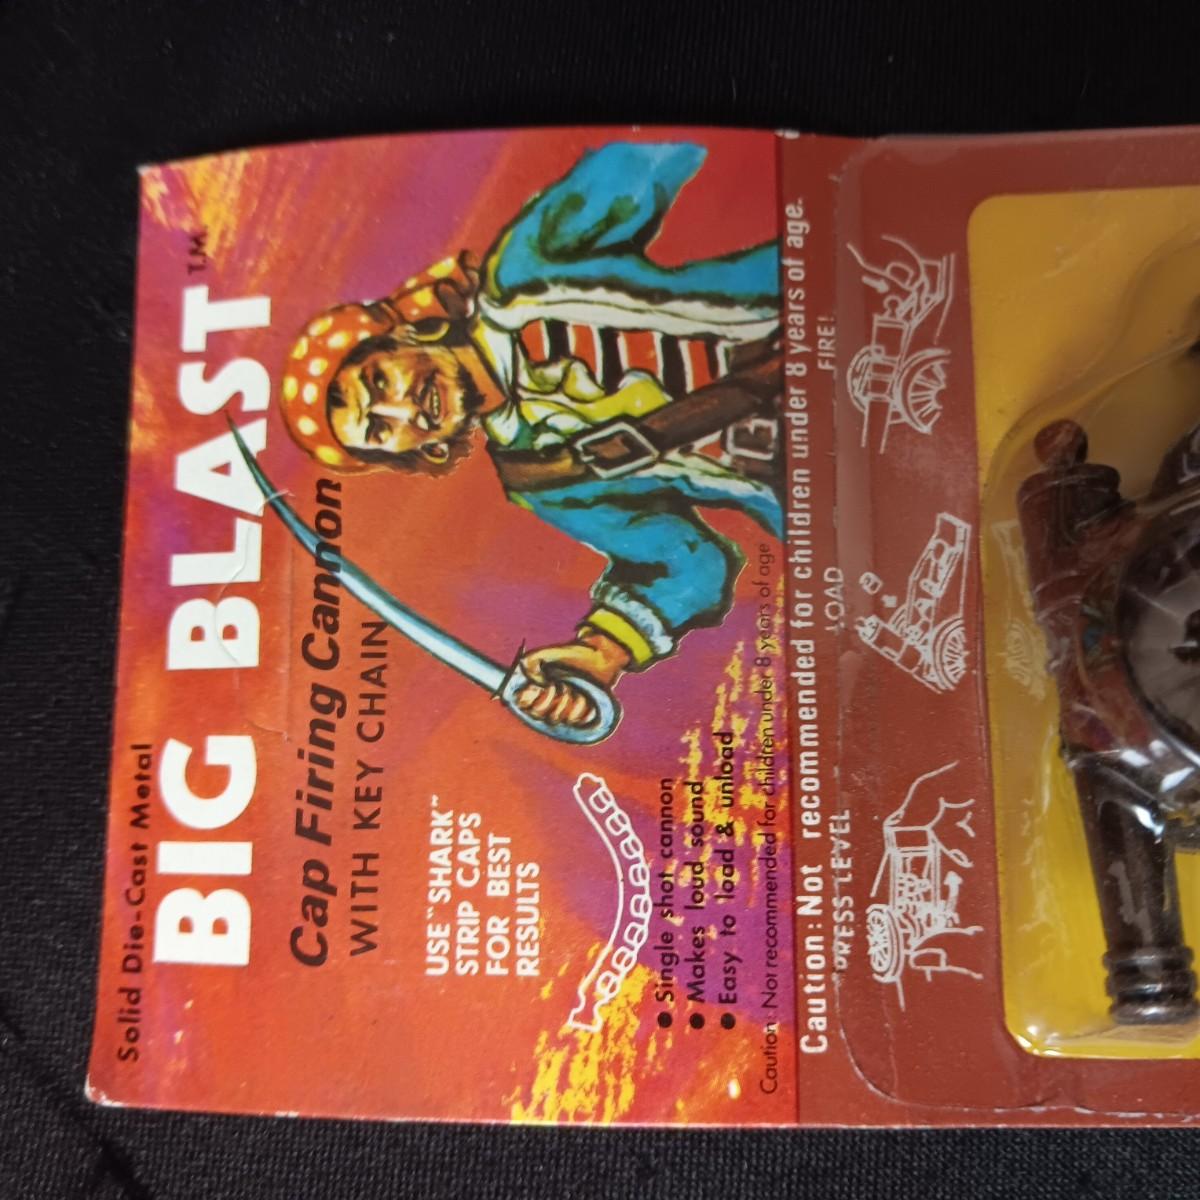 Solid Die-Cast Metal
BIG BLAST TM
Cap Firing Cannon
WITH KEY CHAIN
USE "SHARK"
STRIP CAPS
FOR BEST
RESULTS
● Single shot cannon
● Makes loud sound
● Easy to load & unload
Caution: Not recommended for children under 8 years of age
Caution: Not recommended for children under 8 years of age.
PRESS LEVEL
LOAD
FIRE!